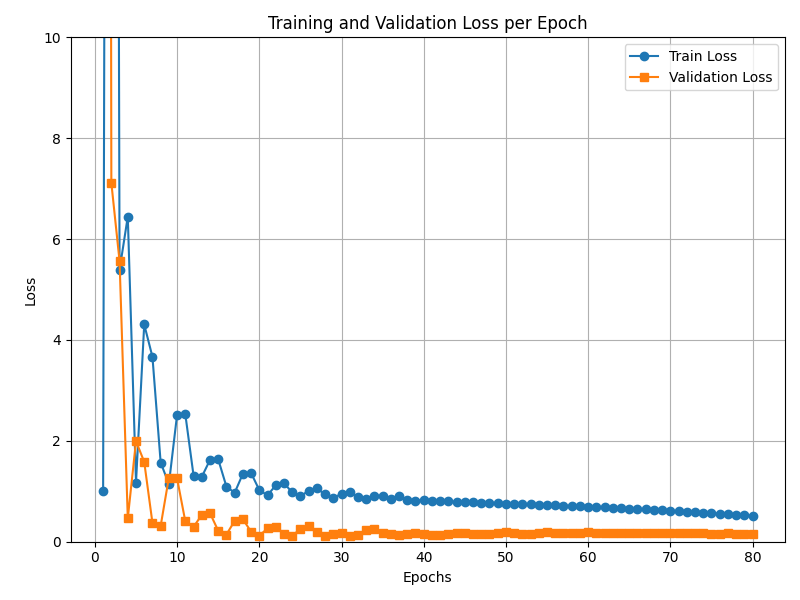 Training and Validation Loss per Epoch
Train Loss
Validation Loss
10
8
6
4
2
0
Loss
0 10 20 30 40 50 60 70 80
Epochs